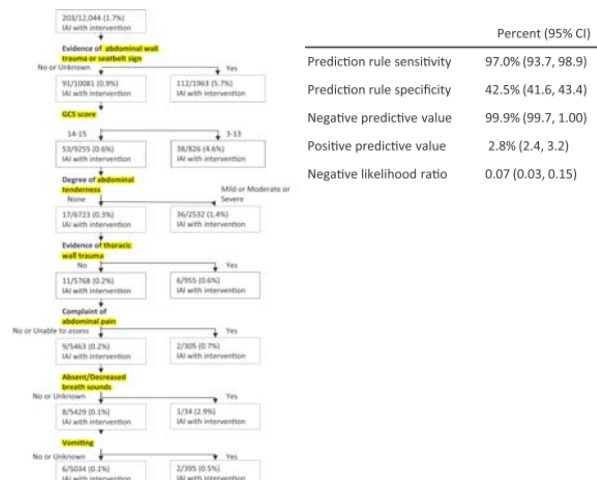 203/12,044 (1.7%)
IAI with intervention
Evidence of abdominal wall
trauma or seatbelt sign
No or Unknown
Yes
91/10081 (0.9%)
IAI with intervention
112/1963 (5.7%)
IAI with intervention
GCS score
14-15
3-13
53/9255 (0.6%)
IAI with intervention
38/826 (4.6%)
IAI with intervention
Degree of abdominal
tenderness
None
Mild or Moderate or
Severe
17/6723 (0.3%)
IAI with intervention
36/2532 (1.4%)
IAI with intervention
Evidence of thoracic
wall trauma
No
Yes
11/5768 (0.2%)
IAI with intervention
6/955 (0.6%)
IAI with intervention
Complaint of
abdominal pain
No or Unable to assess
Yes
9/5463 (0.2%)
IAI with intervention
2/305 (0.7%)
IAI with intervention
Absent/Decreased
breath sounds
No or Unknown
Yes
8/5429 (0.1%)
IAI with intervention
1/34 (2.9%)
IAI with intervention
Vomiting
No or Unknown
Yes
6/5034 (0.1%)
IAI with intervention
2/395 (0.5%)
IAI with intervention
Percent (95% CI)
Prediction rule sensitivity 97.0% (93.7, 98.9)
Prediction rule specificity 42.5% (41.6, 43.4)
Negative predictive value 99.9% (99.7, 1.00)
Positive predictive value 2.8% (2.4, 3.2)
Negative likelihood ratio 0.07 (0.03, 0.15)